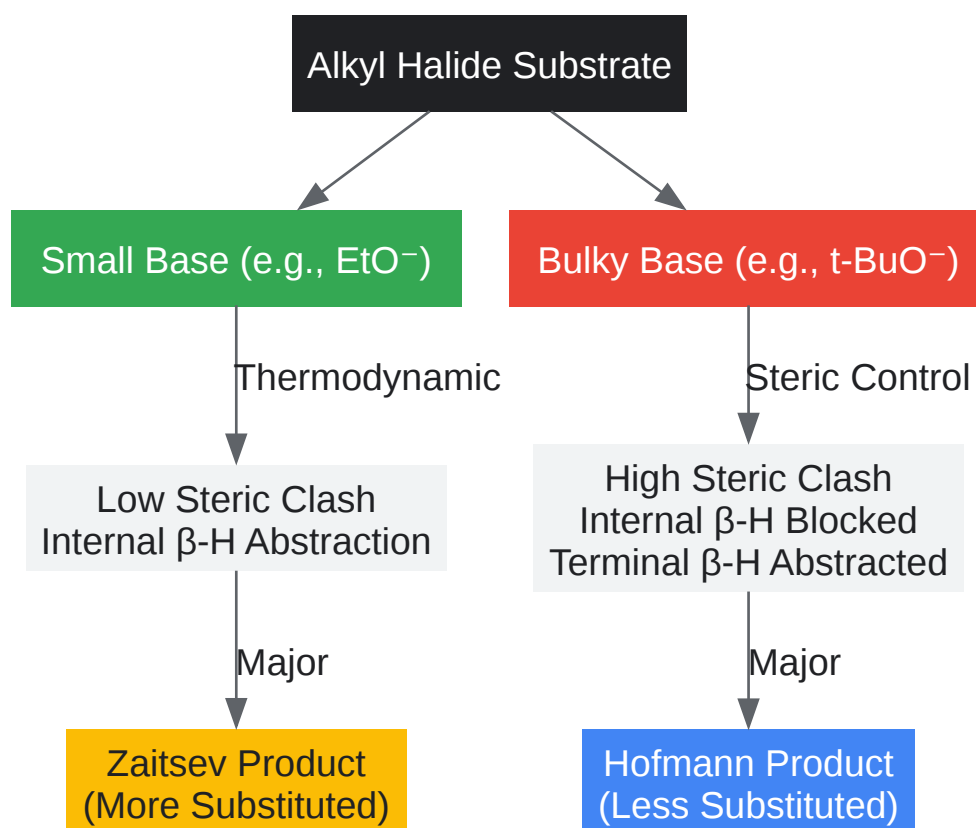 Alkyl Halide Substrate
Small Base (e.g., EtO⁻)
Bulky Base (e.g., t-BuO⁻)
Thermodynamic
Steric Control
Low Steric Clash
Internal β-H Abstraction
High Steric Clash
Internal β-H Blocked
Terminal β-H Abstracted
Major
Major
Zaitsev Product
(More Substituted)
Hofmann Product
(Less Substituted)